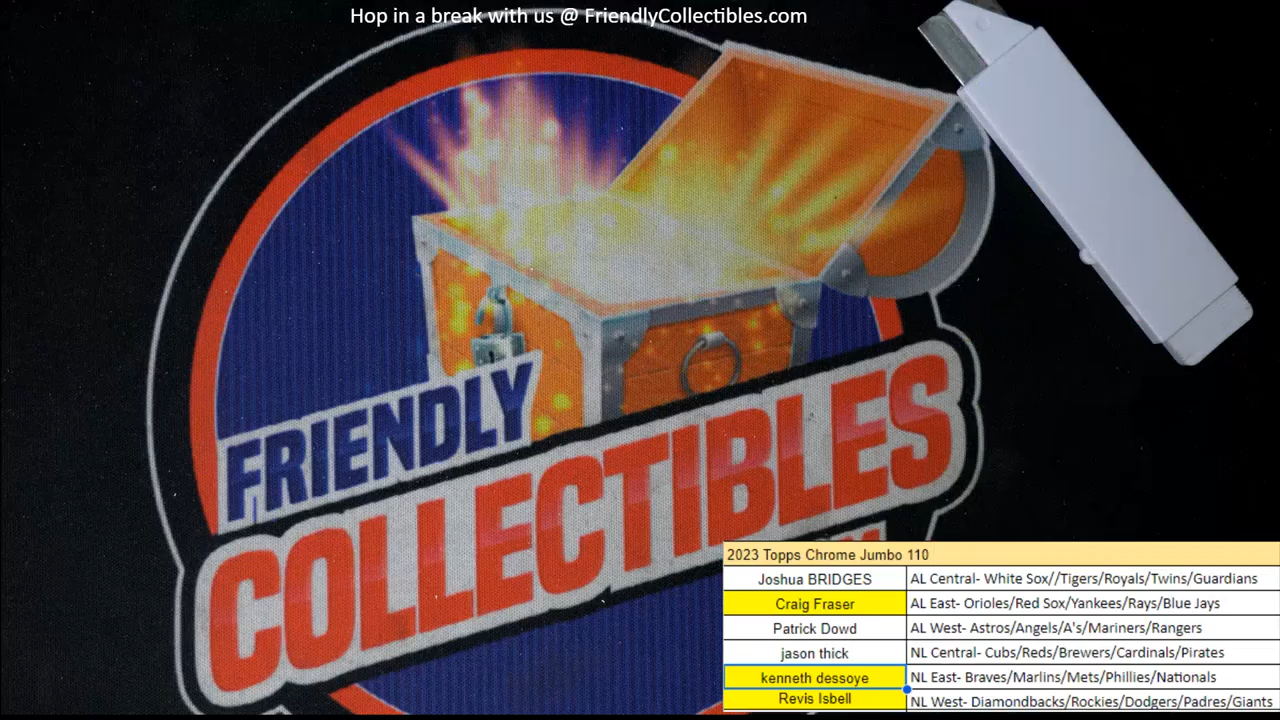 Hop in a break with us @ FriendlyCollectibles.com
FRIENDLY
COLLECTIBLES
2023 Topps Chrome Jumbo 110
Joshua BRIDGES AL Central- White Sox//Tigers/Royals/Twins/Guardians
Craig Fraser AL East- Orioles/Red Sox/Yankees/Rays/Blue Jays
Patrick Dowd AL West- Astros/Angels/A's/Mariners/Rangers
jason thick NL Central- Cubs/Reds/Brewers/Cardinals/Pirates
kenneth dessoye NL East- Braves/Marlins/Mets/Phillies/Nationals
Revis Isbell NL West- Diamondbacks/Rockies/Dodgers/Padres/Giants